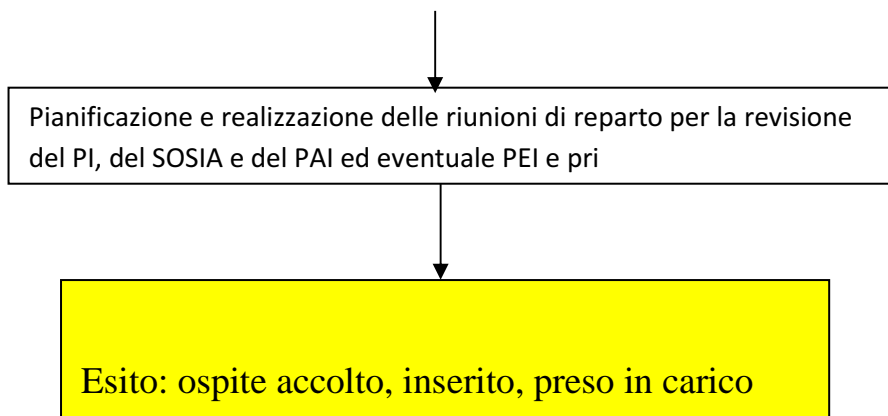 Pianificazione e realizzazione delle riunioni di reparto per la revisione
del PI, del SOSIA e del PAI ed eventuale PEI e pri
Esito: ospite accolto, inserito, preso in carico